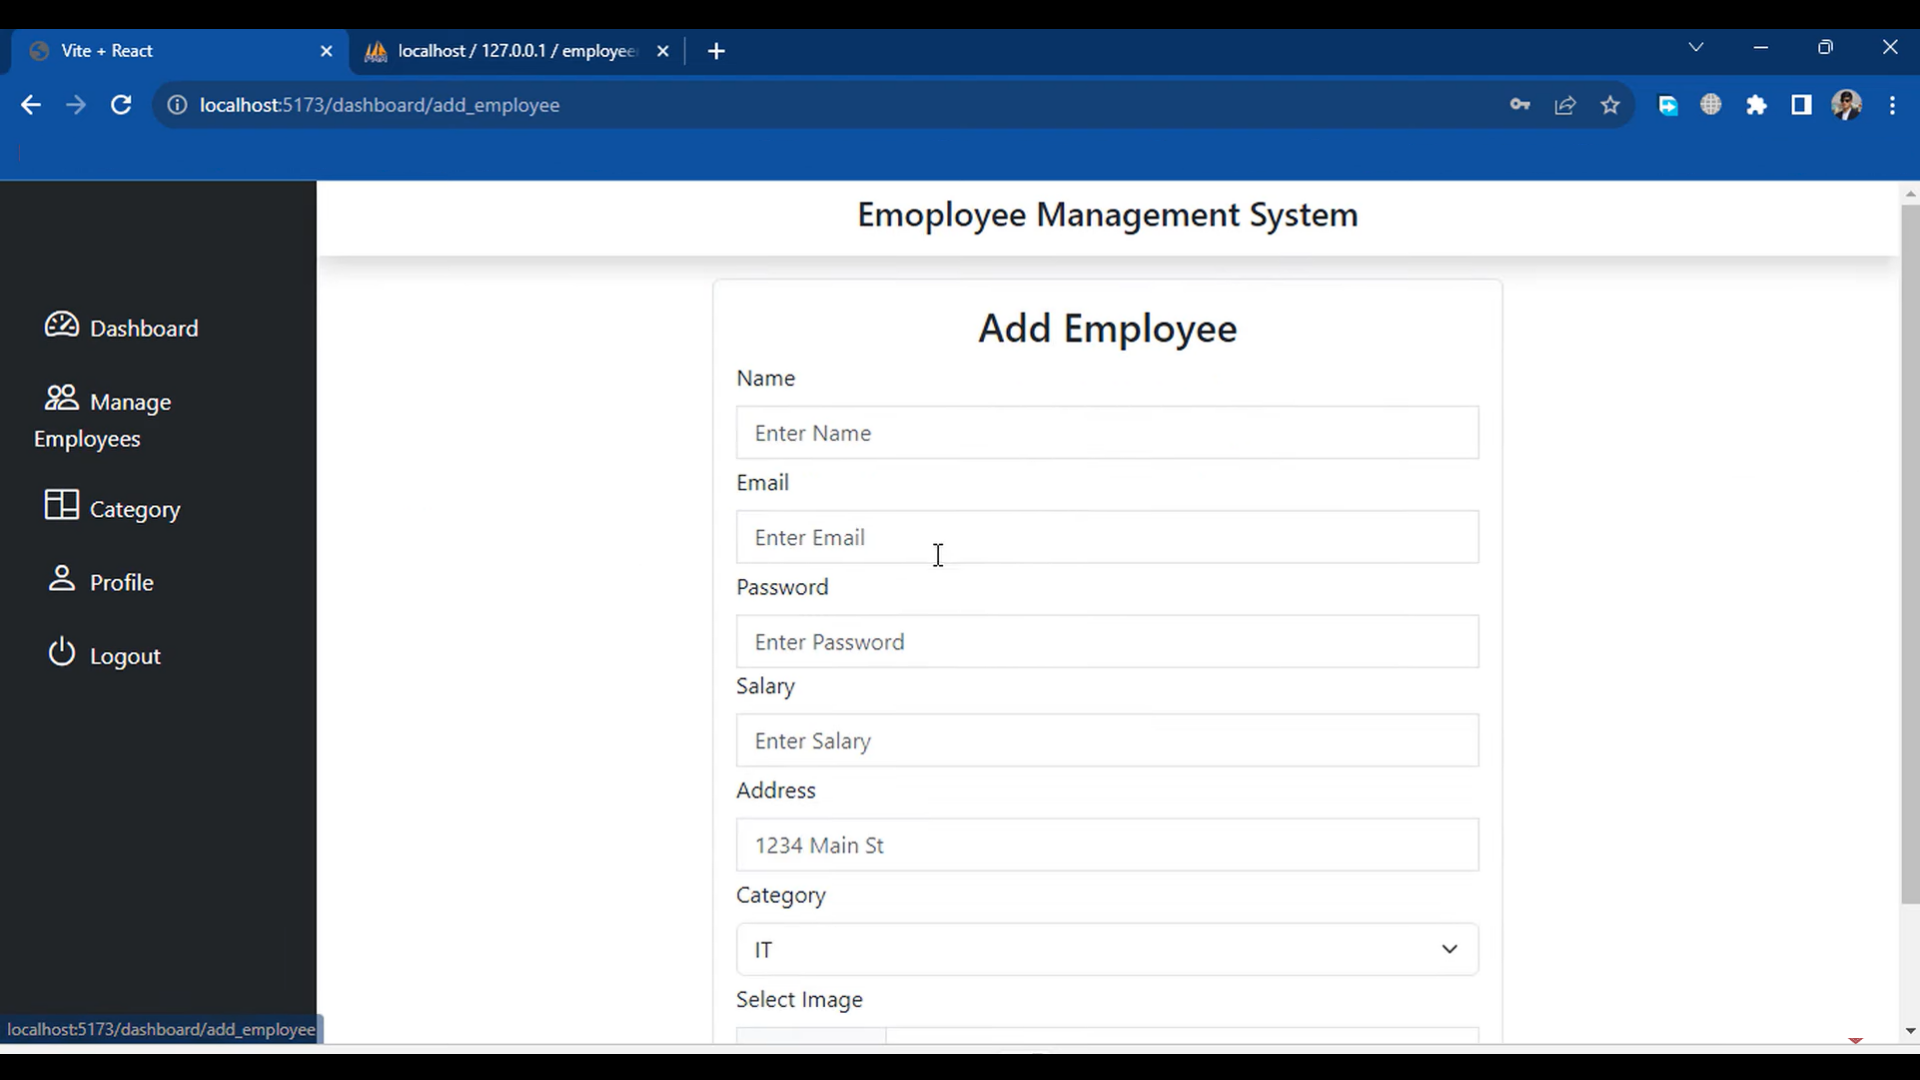 Vite + React
localhost / 127.0.0.1 / employee
localhost:5173/dashboard/add_employee
Emoployee Management System
Dashboard
Manage
Employees
Category
Profile
Logout
Add Employee
Name
Enter Name
Email
Enter Email
Password
Enter Password
Salary
Enter Salary
Address
1234 Main St
Category
IT
Select Image
localhost:5173/dashboard/add_employee